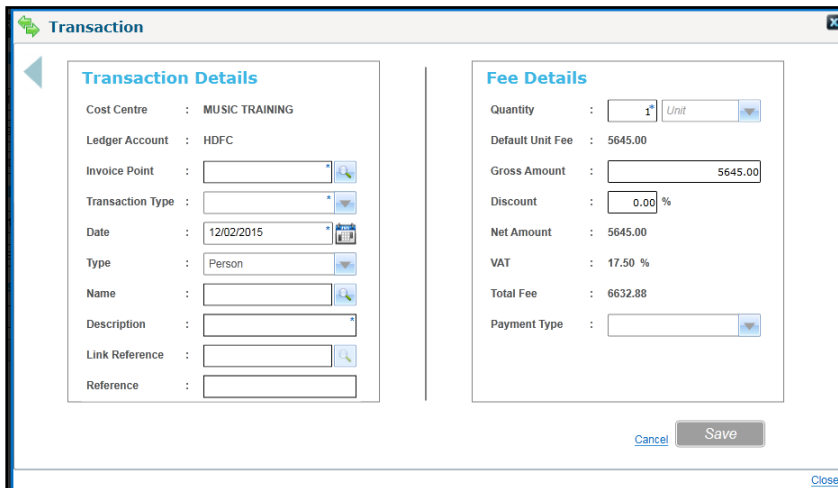 Transaction
Transaction Details
Cost Centre : MUSIC TRAINING
Ledger Account : HDFC
Invoice Point : *
Transaction Type : *
Date : 12/02/2015 *
Type : Person
Name :
Description : *
Link Reference :
Reference :
Fee Details
Quantity : 1* Unit
Default Unit Fee : 5645.00
Gross Amount : 5645.00
Discount : 0.00 %
Net Amount : 5645.00
VAT : 17.50 %
Total Fee : 6632.88
Payment Type :
Cancel Save
Close